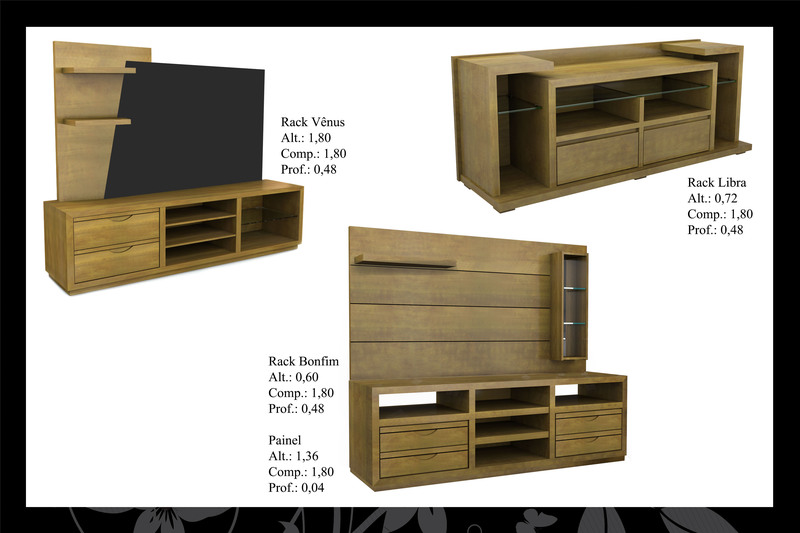 Rack Vênus
Alt.: 1,80
Comp.: 1,80
Prof.: 0,48
Rack Libra
Alt.: 0,72
Comp.: 1,80
Prof.: 0,48
Rack Bonfim
Alt.: 0,60
Comp.: 1,80
Prof.: 0,48
Painel
Alt.: 1,36
Comp.: 1,80
Prof.: 0,04